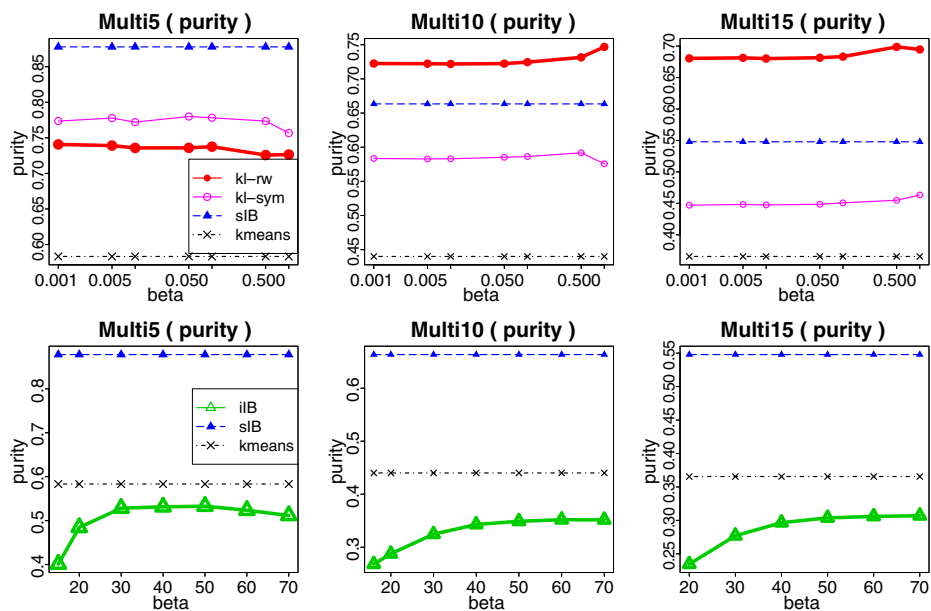 Multi5 ( purity )
purity
0.60 0.65 0.70 0.75 0.85
kl−rw
kl−sym
sIB
kmeans
0.001 0.005 0.050 0.500
beta
Multi10 ( purity )
purity
0.45 0.50 0.55 0.60 0.65 0.70 0.75
0.001 0.005 0.050 0.500
beta
Multi15 ( purity )
purity
0.40 0.45 0.50 0.55 0.60 0.65 0.70
0.001 0.005 0.050 0.500
beta
Multi5 ( purity )
purity
0.4 0.5 0.6 0.8
iIB
sIB
kmeans
20 30 40 50 60 70
beta
Multi10 ( purity )
purity
0.3 0.4 0.5 0.6
20 30 40 50 60 70
beta
Multi15 ( purity )
purity
0.25 0.30 0.35 0.40 0.50 0.55
20 30 40 50 60 70
beta